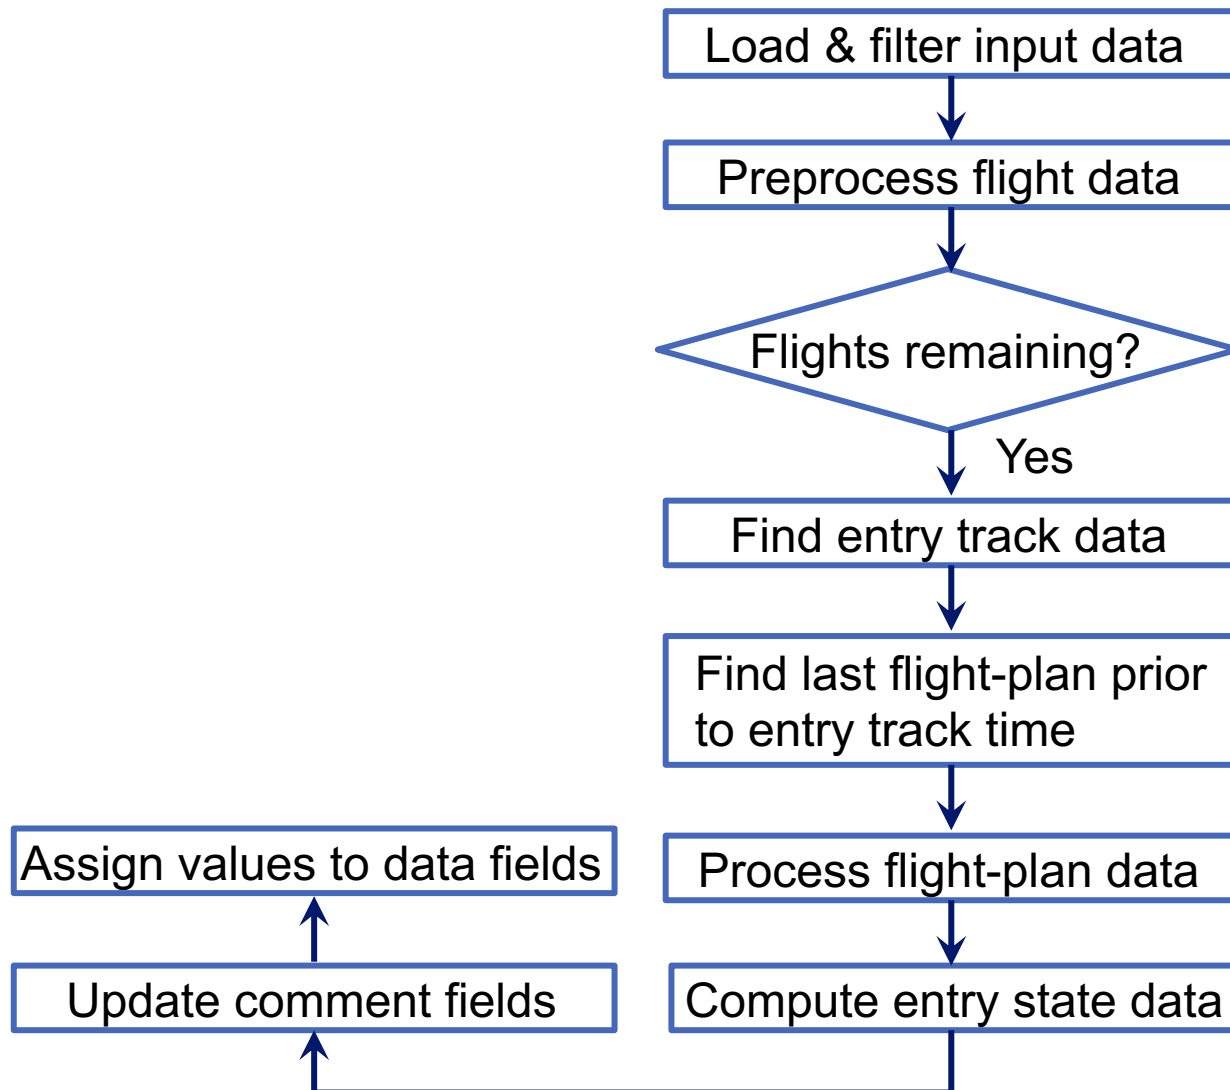 Load & filter input data
Preprocess flight data
Flights remaining?
Yes
Find entry track data
Find last flight-plan prior
to entry track time
Process flight-plan data
Compute entry state data
Update comment fields
Assign values to data fields